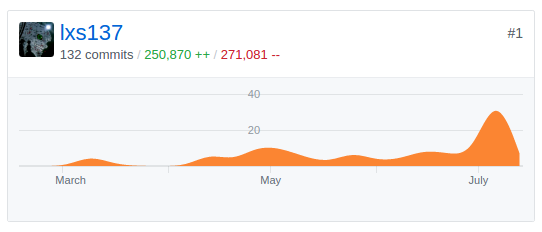 lxs137
#1
132 commits / 250,870 ++ / 271,081 --
40
20
March
May
July